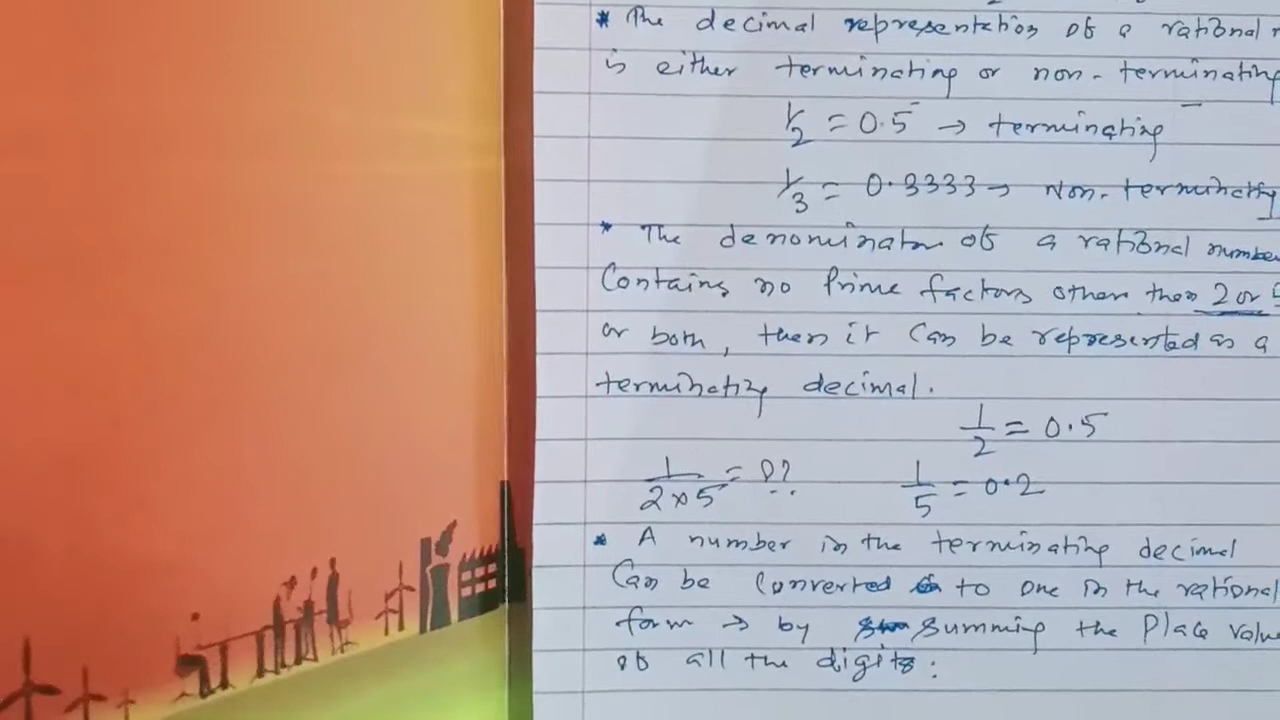 * The decimal representation of a rational
is either terminating or non-terminating
1/2 = 0.5 → terminating
1/3 = 0.3333 → Non-terminating
* The denominator of a rational number
Contains no Prime factors other than 2 or
or both, then it can be represented as a
terminating decimal.
1/2 = 0.5
1/(2×5) = ?? 1/5 = 0.2
* A number in the terminating decimal
Can be Converted to one in the rational
form → by summing the Place value
of all the digits: